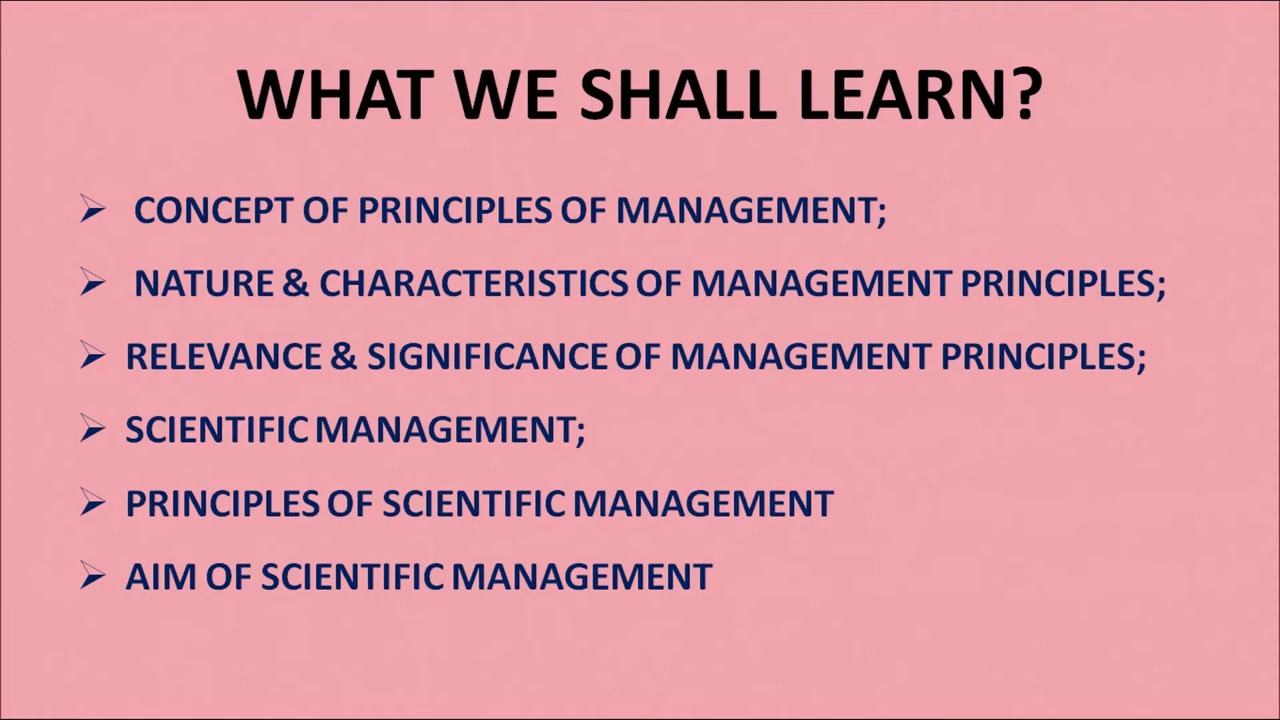 WHAT WE SHALL LEARN?
➢ CONCEPT OF PRINCIPLES OF MANAGEMENT;
➢ NATURE & CHARACTERISTICS OF MANAGEMENT PRINCIPLES;
➢ RELEVANCE & SIGNIFICANCE OF MANAGEMENT PRINCIPLES;
➢ SCIENTIFIC MANAGEMENT;
➢ PRINCIPLES OF SCIENTIFIC MANAGEMENT
➢ AIM OF SCIENTIFIC MANAGEMENT